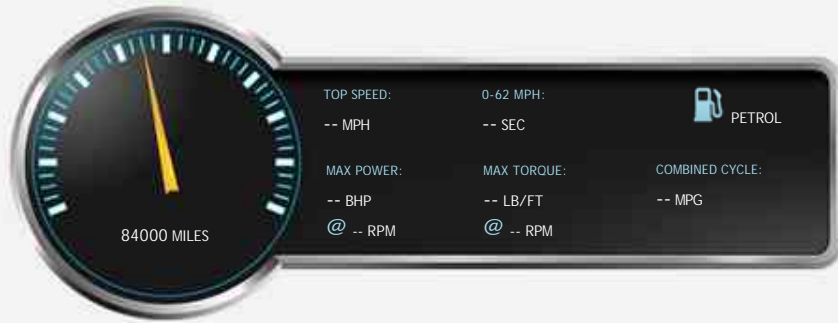 TOP SPEED:
-- MPH
0-62 MPH:
-- SEC
PETROL
MAX POWER:
-- BHP
@ -- RPM
MAX TORQUE:
-- LB/FT
@ -- RPM
COMBINED CYCLE:
-- MPG
84000 MILES